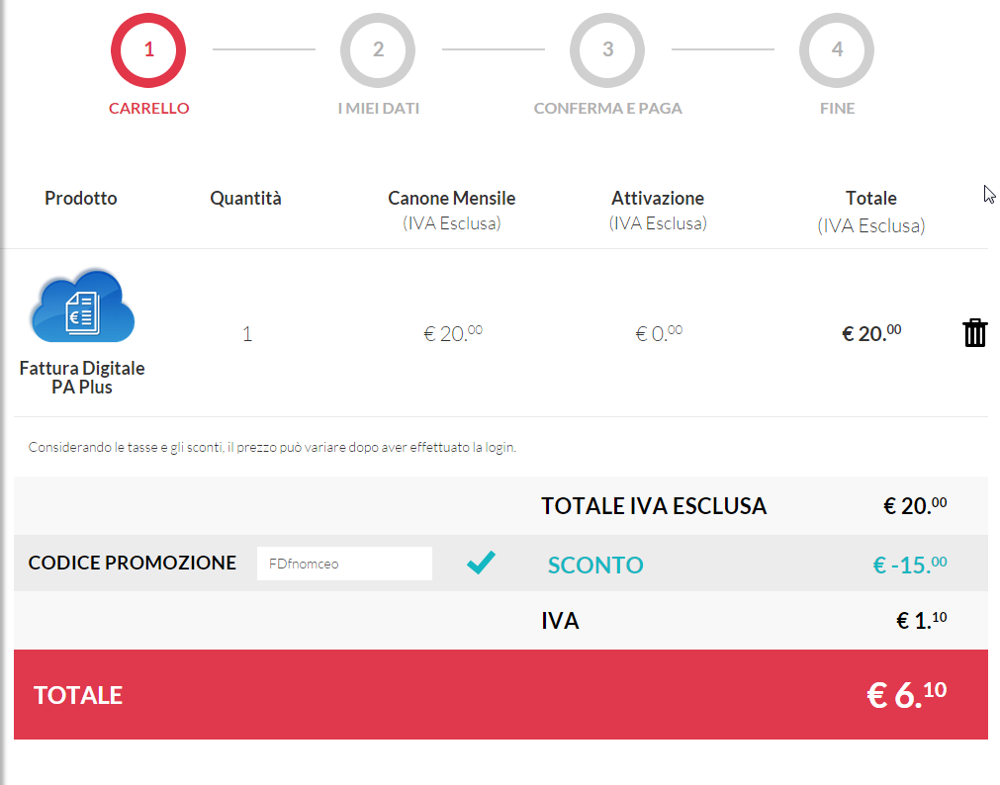 1 2 3 4
CARRELLO I MIEI DATI CONFERMA E PAGA FINE
Prodotto Quantità Canone Mensile Attivazione Totale
(IVA Esclusa) (IVA Esclusa) (IVA Esclusa)
€
1 € 20.00 € 0.00 € 20.00
Fattura Digitale
PA Plus
Considerando le tasse e gli sconti, il prezzo può variare dopo aver effettuato la login.
TOTALE IVA ESCLUSA € 20.00
CODICE PROMOZIONE FDfnomceo SCONTO € -15.00
IVA € 1.10
TOTALE € 6.10